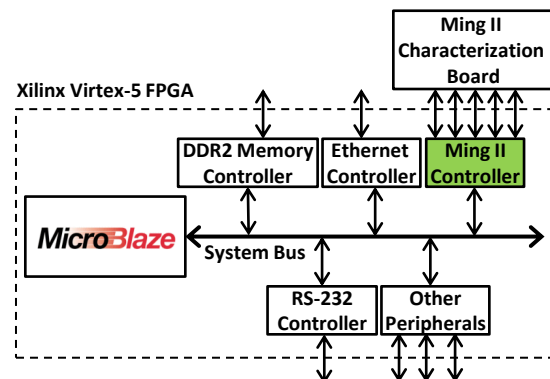 Ming II
Characterization
Board
Xilinx Virtex-5 FPGA
DDR2 Memory
Controller
Ethernet
Controller
Ming II
Controller
MicroBlaze
System Bus
RS-232
Controller
Other
Peripherals